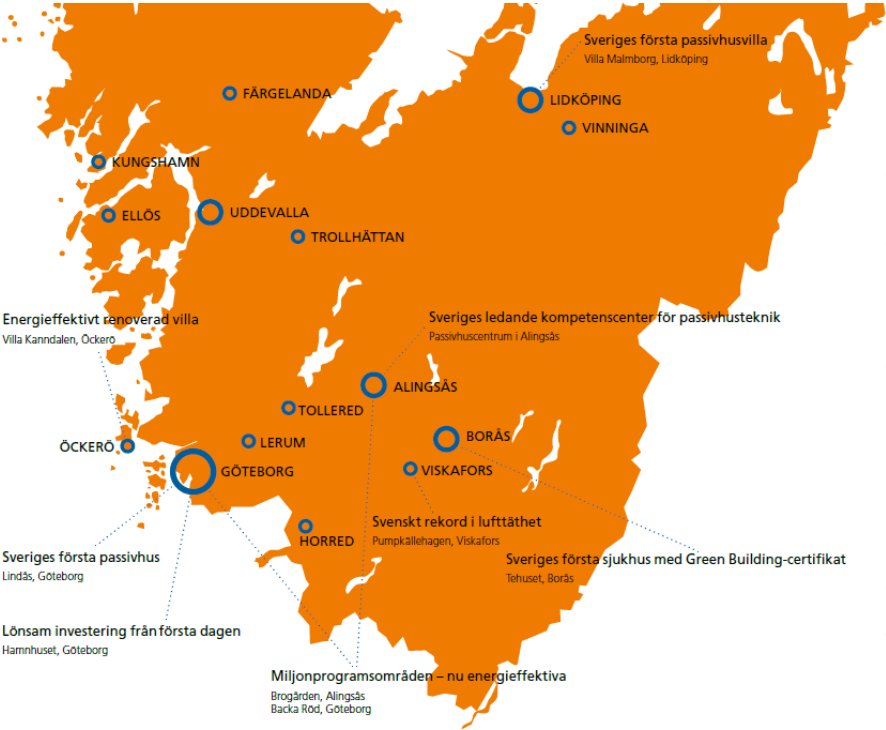 Sveriges första passivhusvilla
Villa Malmborg, Lidköping
FÄRGELANDA
LIDKÖPING
VINNINGA
KUNGSHAMN
ELLÖS
UDDEVALLA
TROLLHÄTTAN
Energieffektivt renoverad villa
Villa Kanndalen, Öckerö
Sveriges ledande kompetenscenter för passivhusteknik
Passivhuscentrum i Alingsås
ALINGSÅS
TOLLERED
ÖCKERÖ
LERUM
BORÅS
GÖTEBORG
VISKAFORS
Svenskt rekord i lufttäthet
Pumpkällehagen, Viskafors
HORRED
Sveriges första passivhus
Lindås, Göteborg
Sveriges första sjukhus med Green Building-certifikat
Tehuset, Borås
Lönsam investering från första dagen
Hamnhuset, Göteborg
Miljonprogramsområden – nu energieffektiva
Brogården, Alingsås
Backa Röd, Göteborg